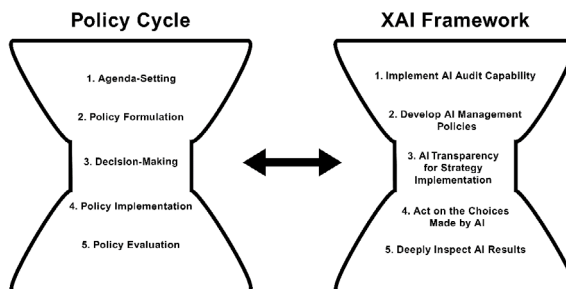 Policy Cycle
1. Agenda-Setting
2. Policy Formulation
3. Decision-Making
4. Policy Implementation
5. Policy Evaluation
XAI Framework
1. Implement AI Audit Capability
2. Develop AI Management
Policies
3. AI Transparency
for Strategy
Implementation
4. Act on the Choices
Made by AI
5. Deeply Inspect AI Results